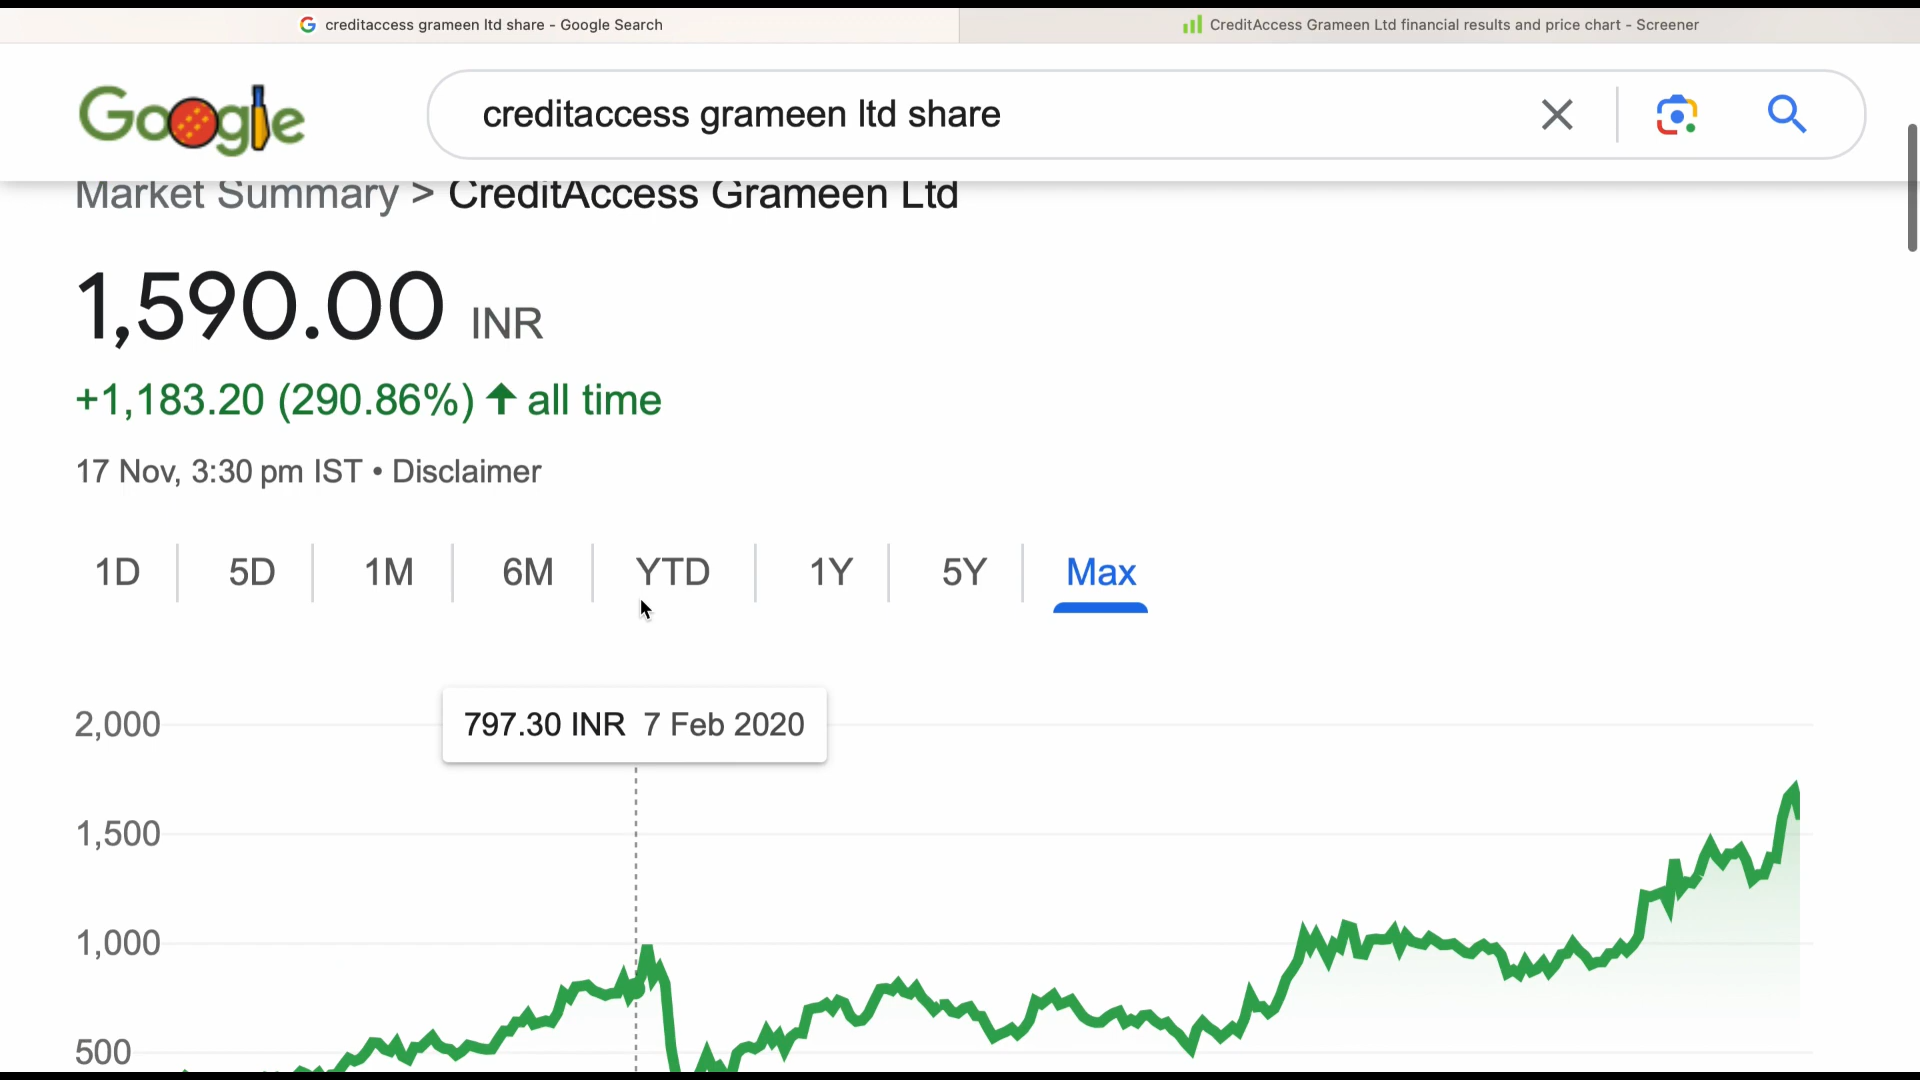 creditaccess grameen ltd share - Google Search
CreditAccess Grameen Ltd financial results and price chart - Screener
Google
creditaccess grameen ltd share
Market Summary > CreditAccess Grameen Ltd
1,590.00 INR
+1,183.20 (290.86%) ↑ all time
17 Nov, 3:30 pm IST • Disclaimer
1D 5D 1M 6M YTD 1Y 5Y Max
797.30 INR 7 Feb 2020
2,000
1,500
1,000
500